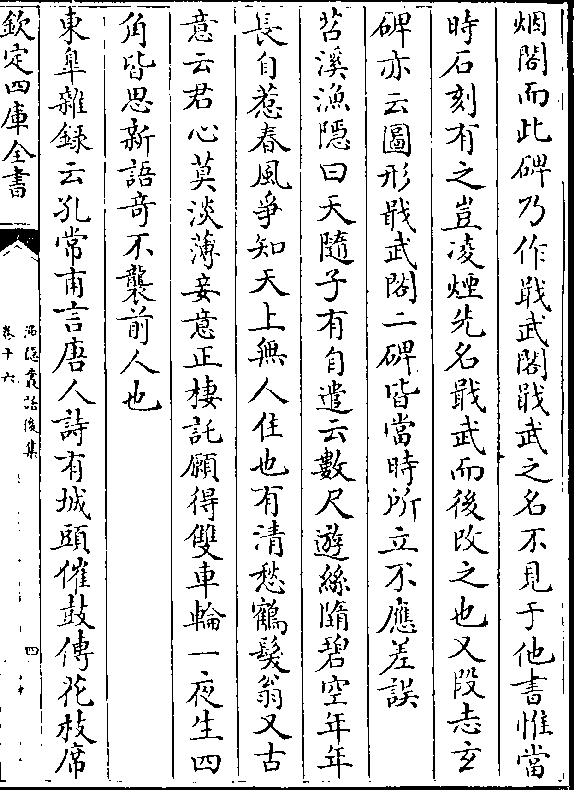 烟閣而此碑乃作戢武閣戢武之名不見于他書惟當
時石刻有之豈凌煙先名戢武而後改之也又段志玄
碑亦云圖形戢武閣二碑皆當時所立不應差誤
苕溪漁隱曰天隨子有自遣云數尺遊絲墮碧空年年
長自惹春風爭知天上無人住也有清愁鶴髮翁又古
意云君心莫淡薄妾意正棲託願得雙車輪一夜生四
角皆思新語奇不襲前人也
東臯雜録云孔常甫言唐人詩有城頭催鼓傳花枝席
欽定四庫全書
漁隱叢話後集
卷十六
四